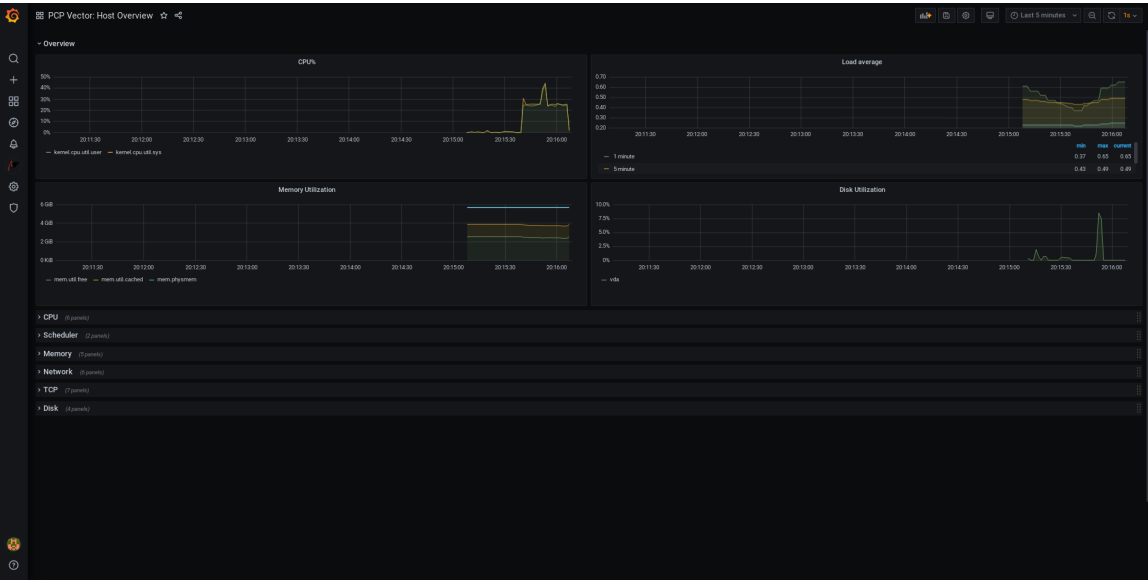 PCP Vector: Host Overview
Last 5 minutes
1s
Overview
CPU%
50%
40%
30%
20%
10%
0%
20:11:30 20:12:00 20:12:30 20:13:00 20:13:30 20:14:00 20:14:30 20:15:00 20:15:30 20:16:00
kernel.cpu.util.user kernel.cpu.util.sys
Load average
0.70
0.60
0.50
0.40
0.30
0.20
20:11:30 20:12:00 20:12:30 20:13:00 20:13:30 20:14:00 20:14:30 20:15:00 20:15:30 20:16:00
min max current
1 minute 0.37 0.65 0.65
5 minute 0.43 0.49 0.49
Memory Utilization
6 GiB
4 GiB
2 GiB
0 KiB
20:11:30 20:12:00 20:12:30 20:13:00 20:13:30 20:14:00 20:14:30 20:15:00 20:15:30 20:16:00
mem.util.free mem.util.cached mem.physmem
Disk Utilization
10.0%
7.5%
5.0%
2.5%
0%
20:11:30 20:12:00 20:12:30 20:13:00 20:13:30 20:14:00 20:14:30 20:15:00 20:15:30 20:16:00
vda
CPU (6 panels)
Scheduler (2 panels)
Memory (5 panels)
Network (6 panels)
TCP (7 panels)
Disk (4 panels)